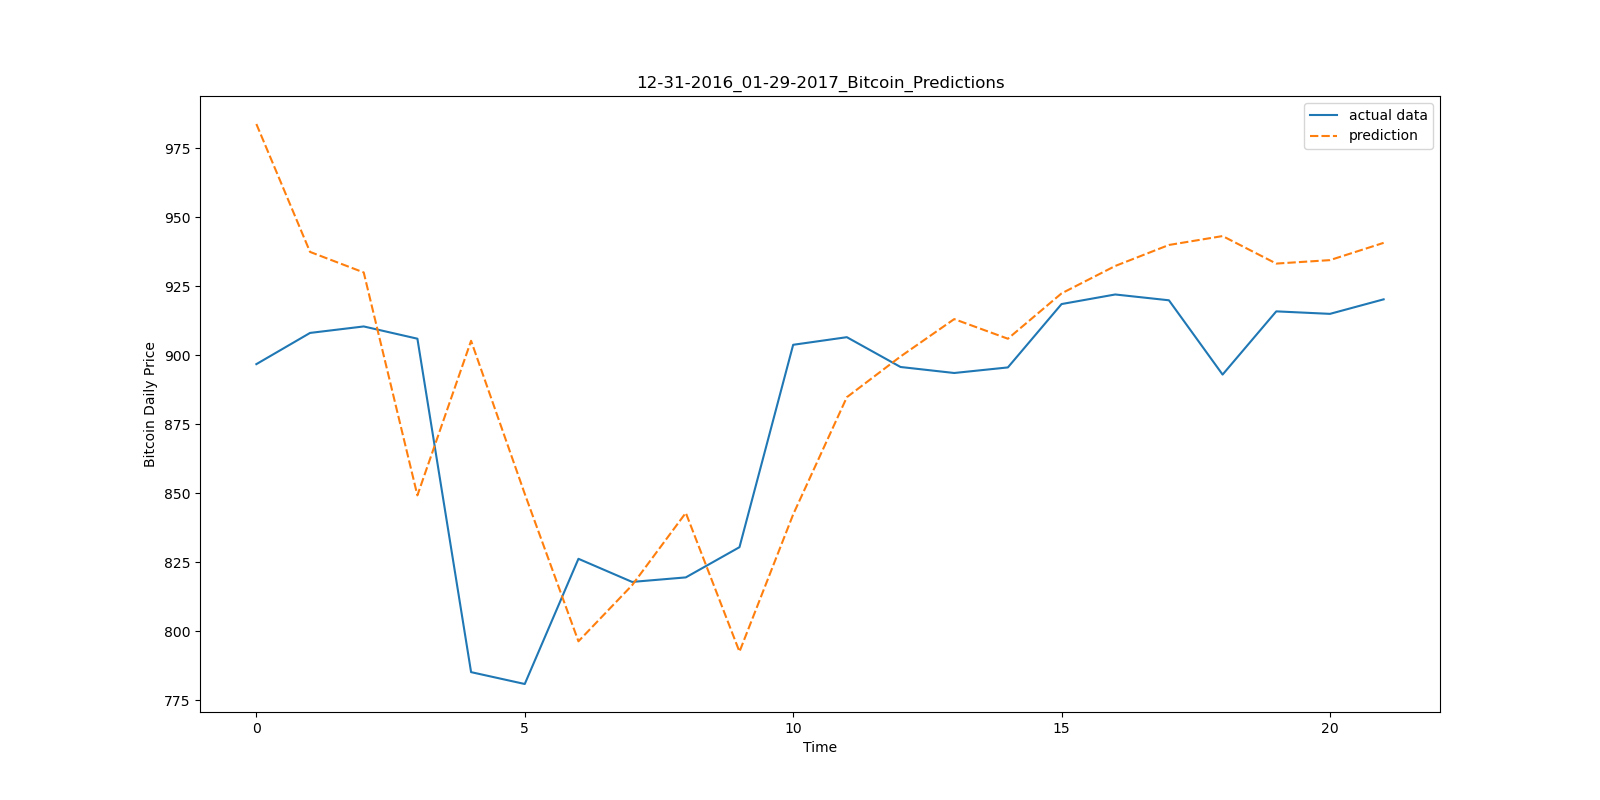 12-31-2016_01-29-2017_Bitcoin_Predictions
actual data
prediction
Bitcoin Daily Price
975
950
925
900
875
850
825
800
775
0 5 10 15 20
Time